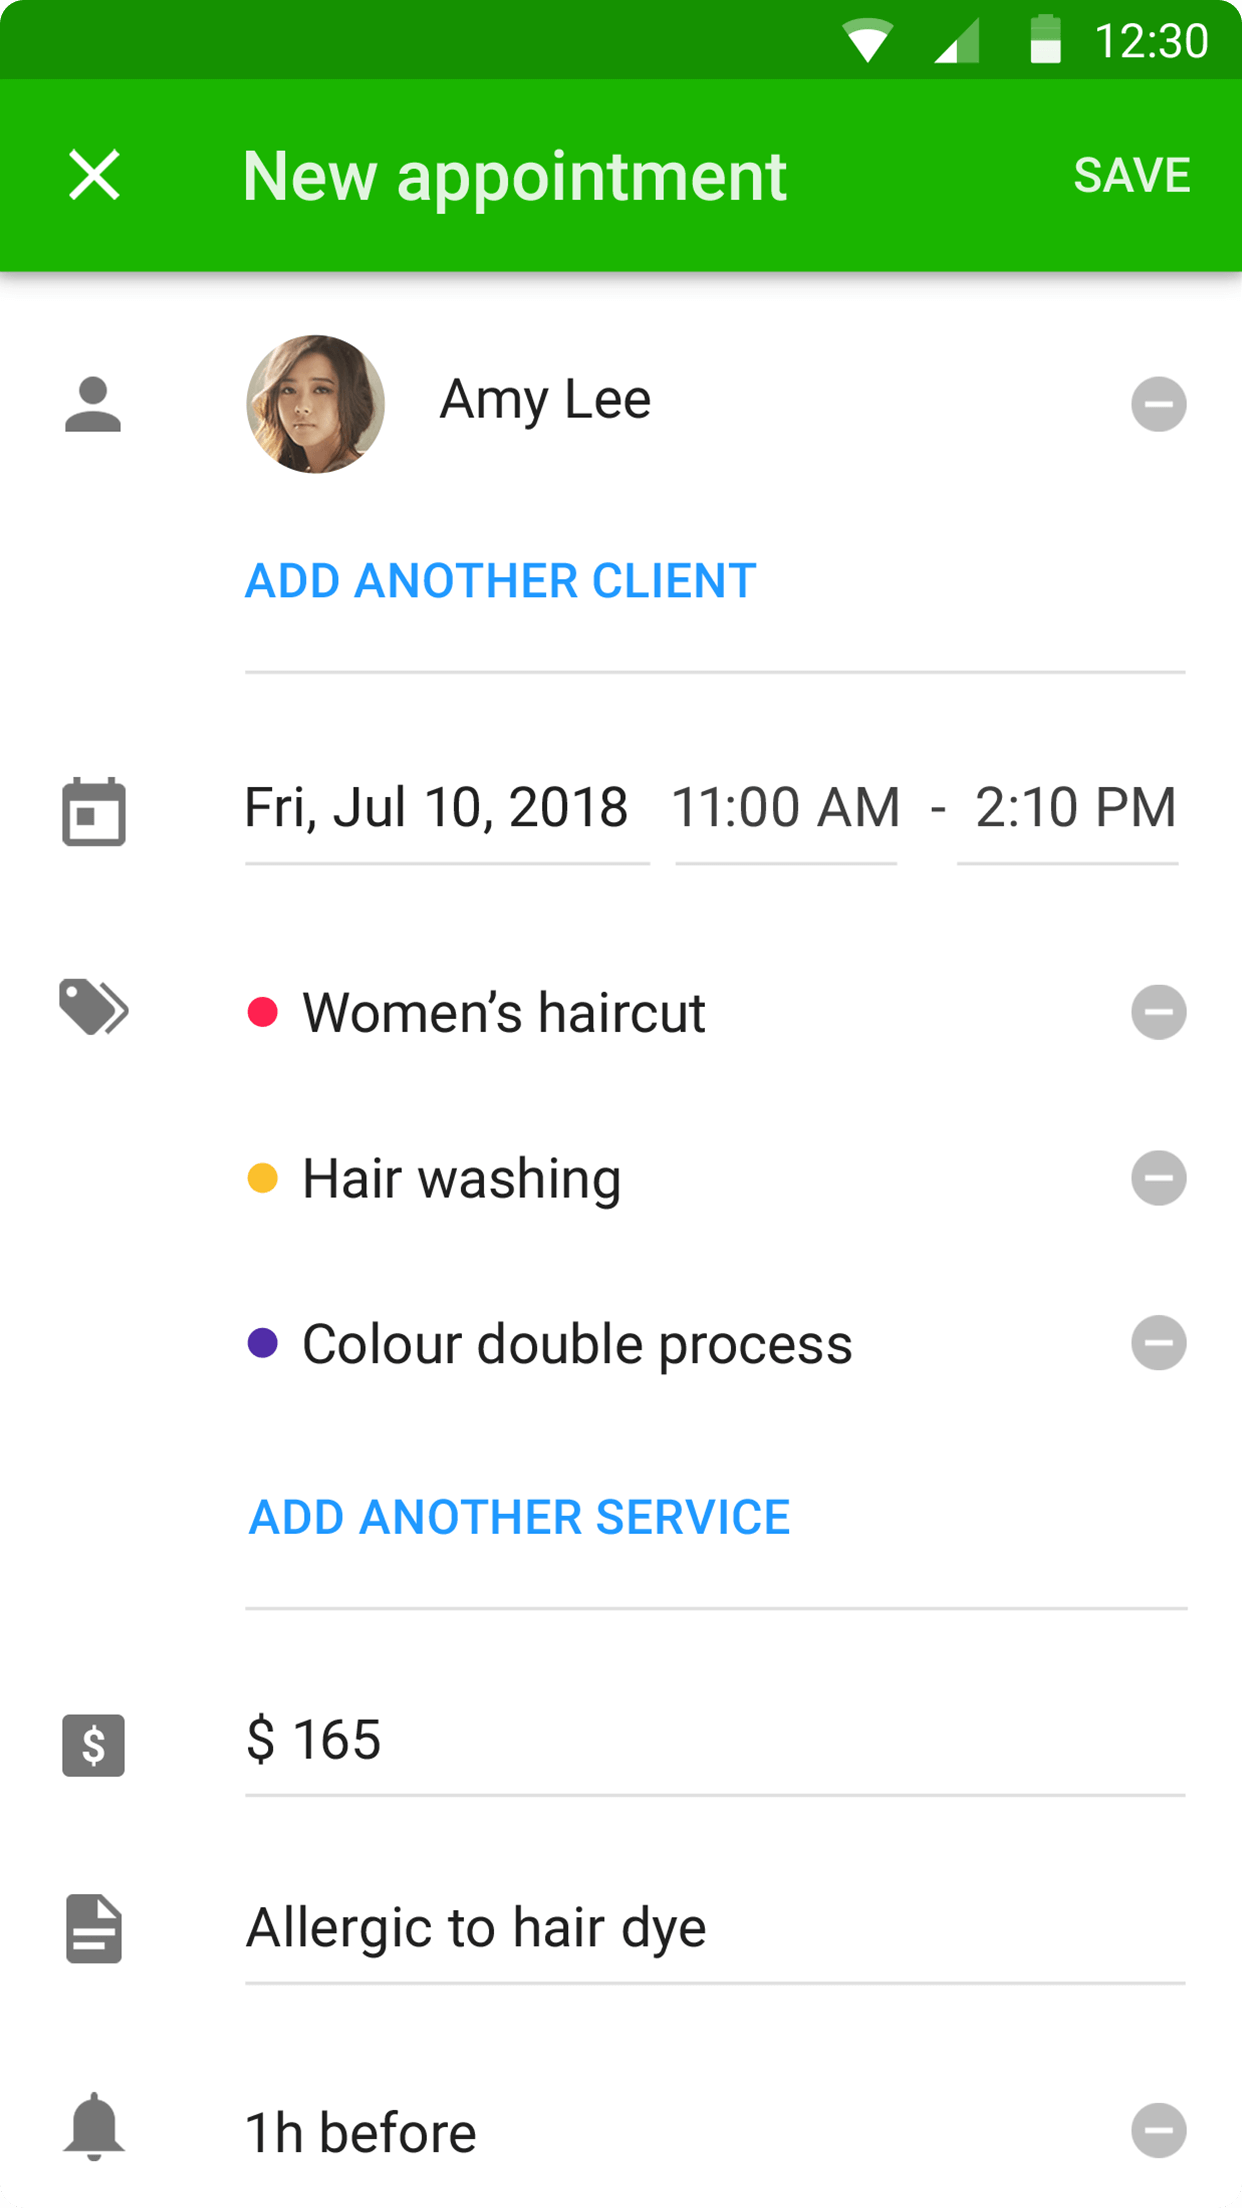 12:30
New appointment SAVE
Amy Lee
ADD ANOTHER CLIENT
Fri, Jul 10, 2018 11:00 AM - 2:10 PM
Women’s haircut
Hair washing
Colour double process
ADD ANOTHER SERVICE
$ 165
Allergic to hair dye
1h before